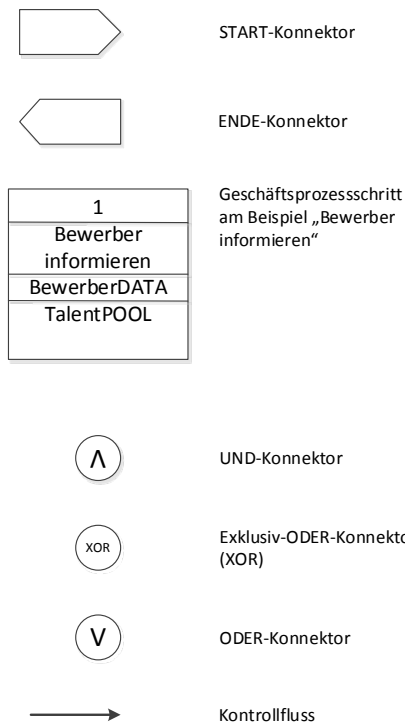 START-Konnektor
ENDE-Konnektor
1
Bewerber
informieren
BewerberDATA
TalentPOOL
Geschäftsprozessschritt
am Beispiel „Bewerber
informieren“
Λ
UND-Konnektor
XOR
Exklusiv-ODER-Konnekto
(XOR)
V
ODER-Konnektor
Kontrollfluss